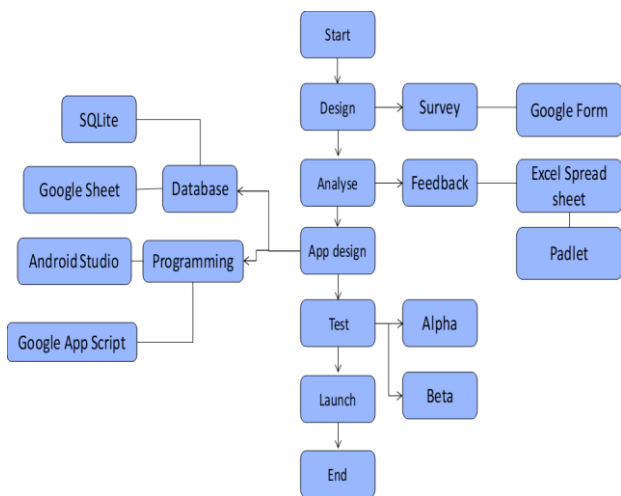 Start
Design
Survey
Google Form
SQLite
Google Sheet
Database
Analyse
Feedback
Excel Spread
sheet
Android Studio
Programming
App design
Padlet
Google App Script
Test
Alpha
Launch
Beta
End